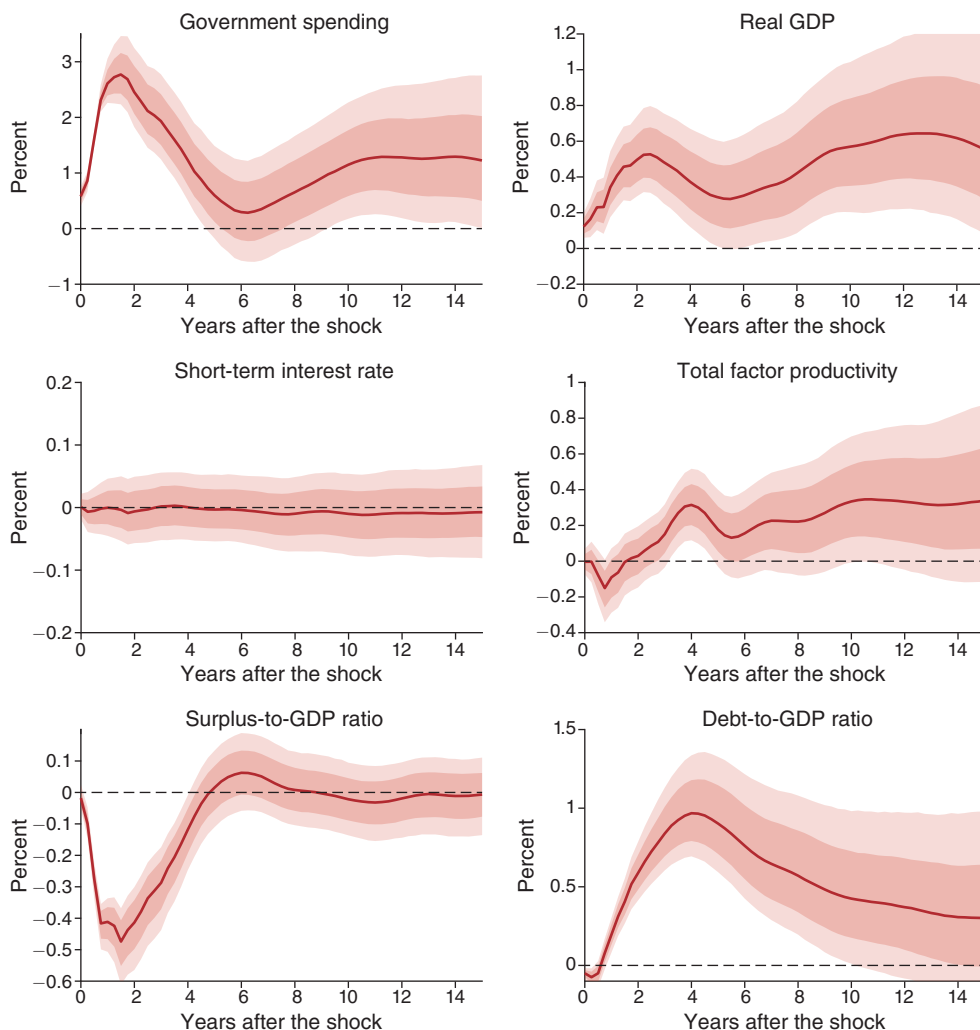 Government spending
Percent
3
2
1
0
−1
0 2 4 6 8 10 12 14
Years after the shock
Real GDP
Percent
1.2
1
0.8
0.6
0.4
0.2
0
−0.2
0 2 4 6 8 10 12 14
Years after the shock
Short-term interest rate
Percent
0.2
0.1
0
−0.1
−0.2
0 2 4 6 8 10 12 14
Years after the shock
Total factor productivity
Percent
1
0.8
0.6
0.4
0.2
0
−0.2
−0.4
0 2 4 6 8 10 12 14
Years after the shock
Surplus-to-GDP ratio
Percent
0.1
0
−0.1
−0.2
−0.3
−0.4
−0.5
−0.6
0 2 4 6 8 10 12 14
Years after the shock
Debt-to-GDP ratio
Percent
1.5
1
0.5
0
0 2 4 6 8 10 12 14
Years after the shock